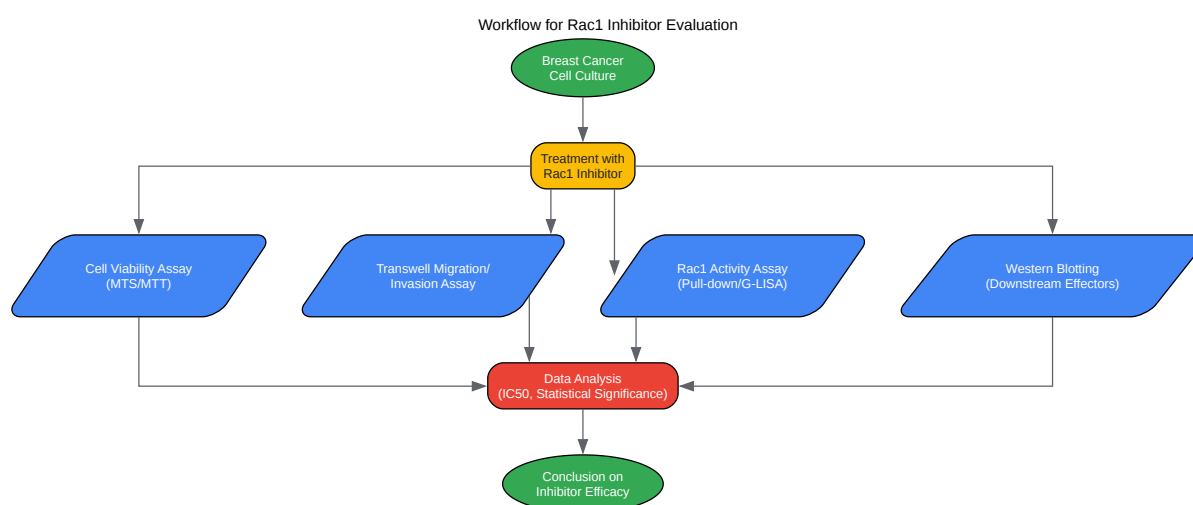 Workflow for Rac1 Inhibitor Evaluation
Breast Cancer
Cell Culture
Treatment with
Rac1 Inhibitor
Cell Viability Assay
(MTS/MTT)
Transwell Migration/
Invasion Assay
Rac1 Activity Assay
(Pull-down/G-LISA)
Western Blotting
(Downstream Effectors)
Data Analysis
(IC50, Statistical Significance)
Conclusion on
Inhibitor Efficacy